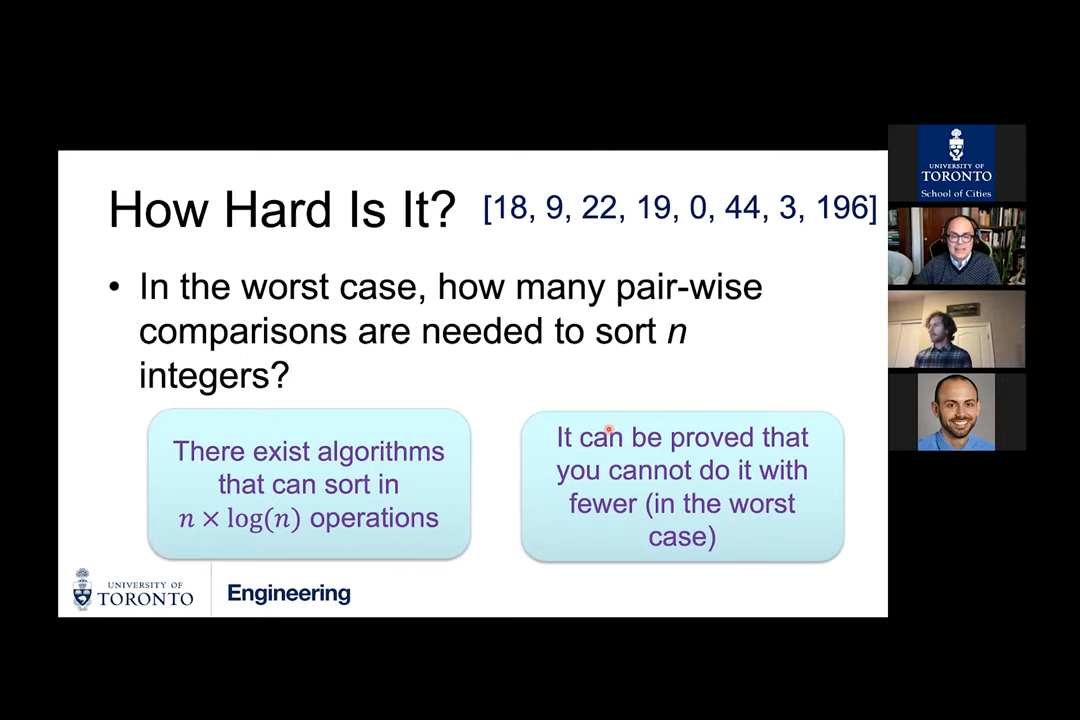 How Hard Is It? [18, 9, 22, 19, 0, 44, 3, 196]
• In the worst case, how many pair-wise
comparisons are needed to sort n
integers?
There exist algorithms
that can sort in
n × log(n) operations
It can be proved that
you cannot do it with
fewer (in the worst
case)
UNIVERSITY OF
TORONTO
Engineering
UNIVERSITY OF
TORONTO
School of Cities